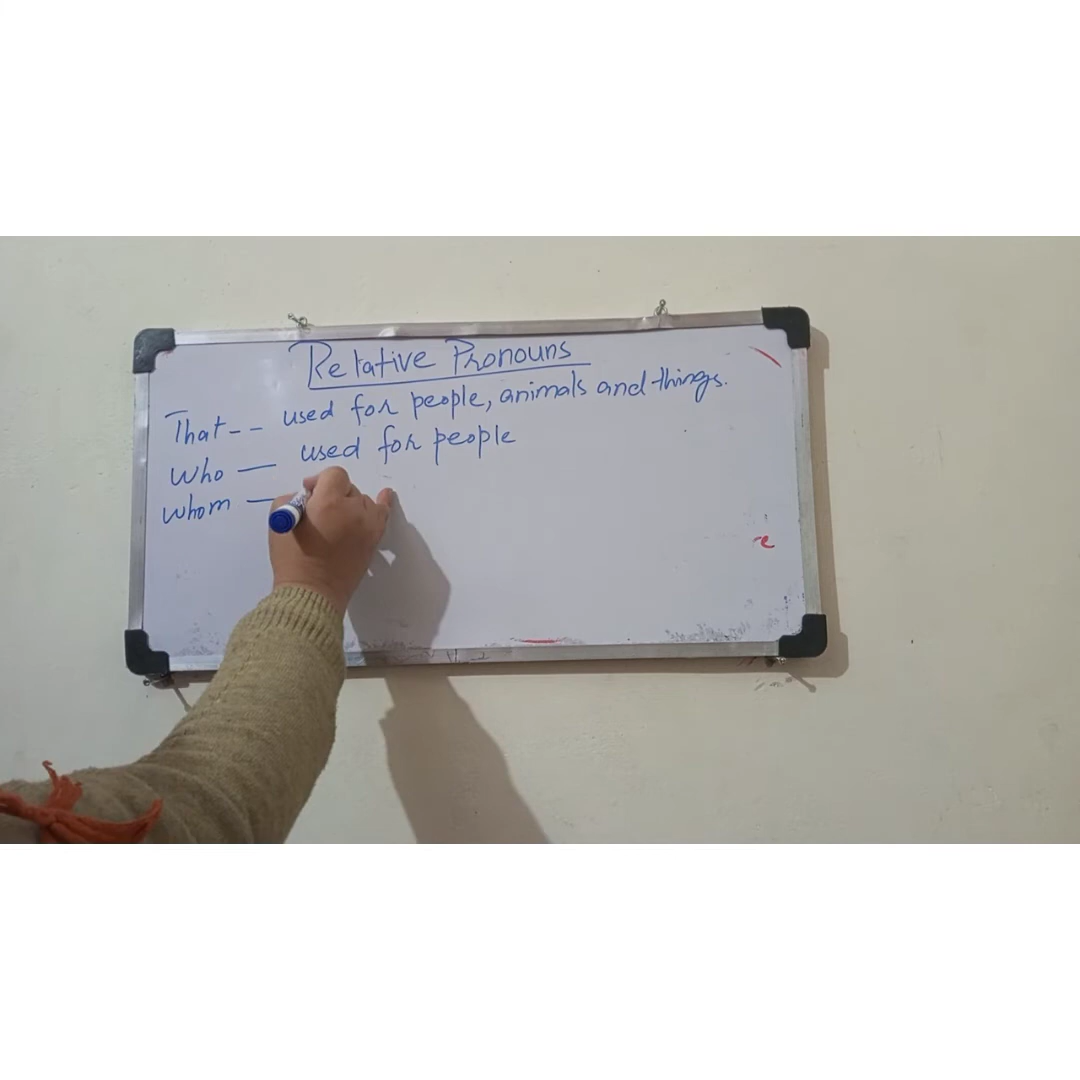 Relative Pronouns
That-- used for people, animals and things.
Who — used for people
Whom —
e